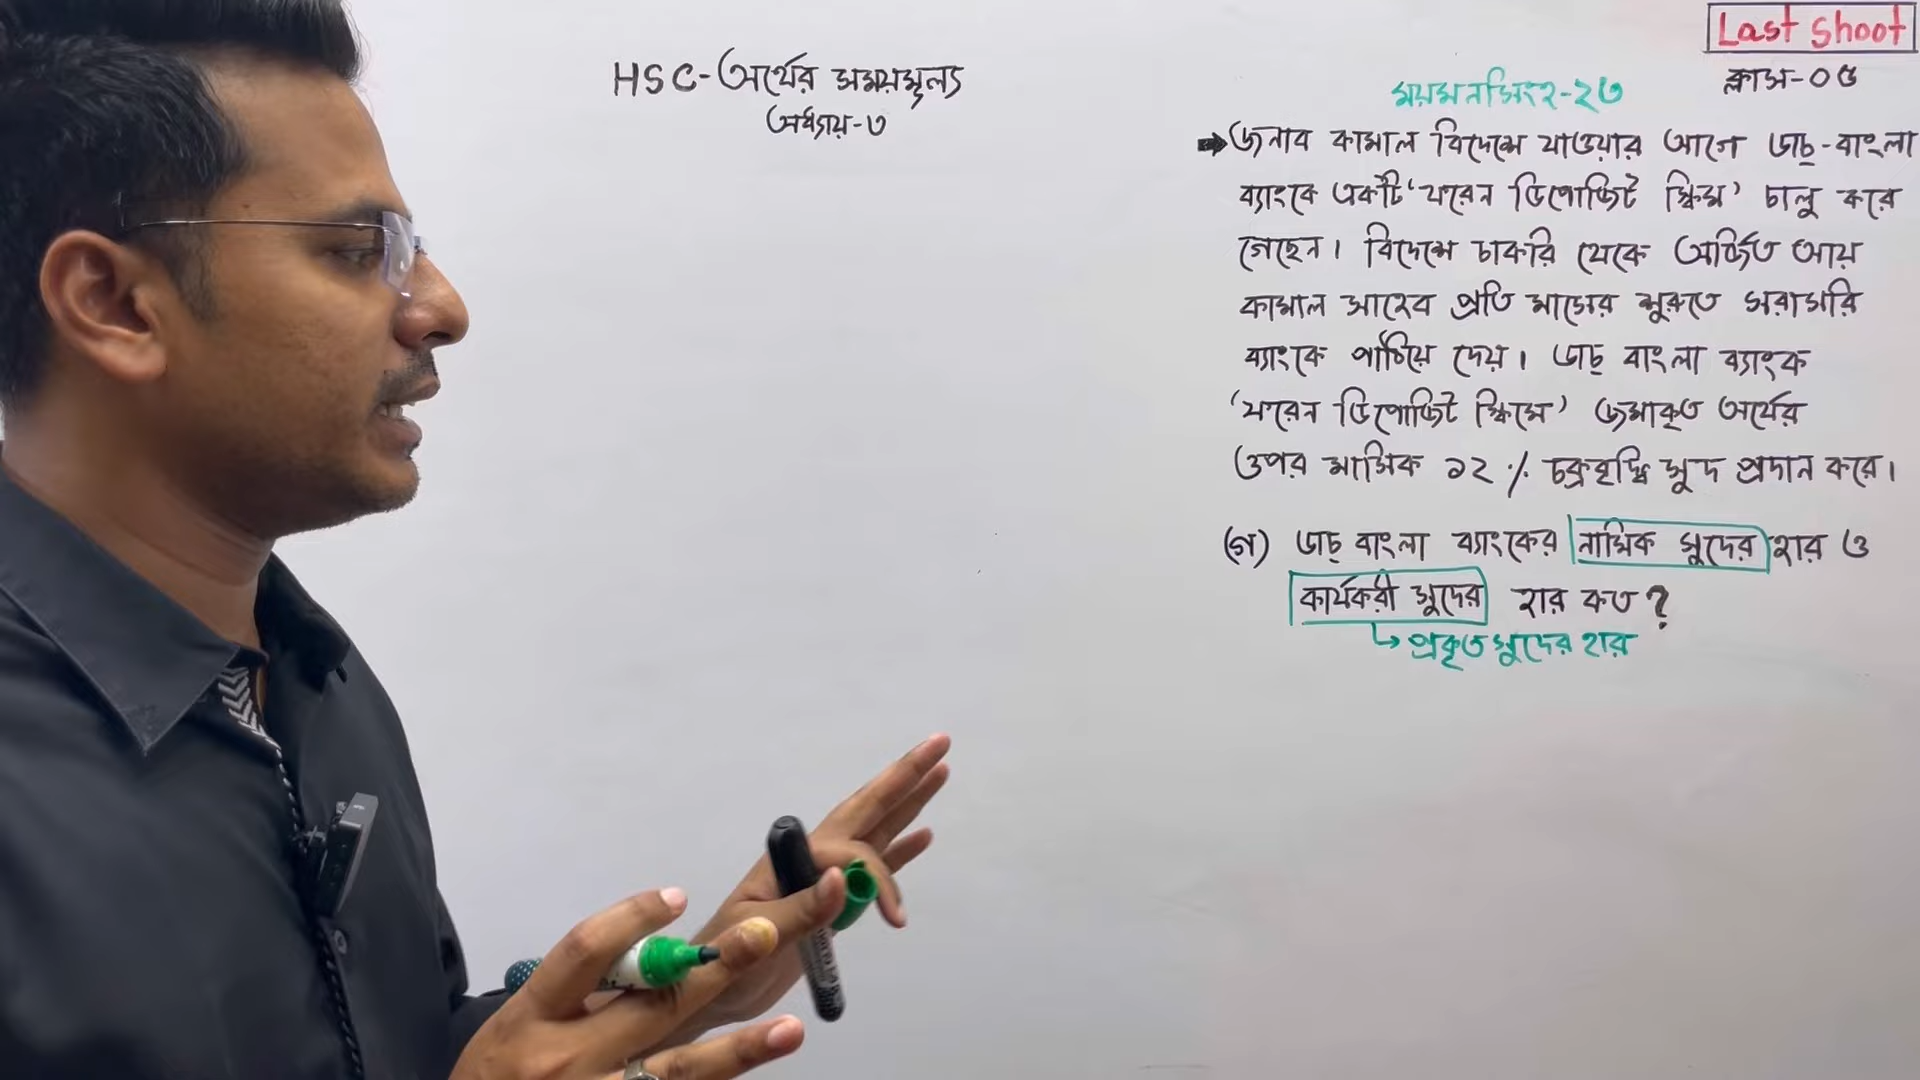 Last Shoot
HSC-অর্থের সময়মূল্য
অধ্যায়-৩
ময়মনসিংহ-২৩
ক্লাস-০৫
জনাব কামাল বিদেশে যাওয়ার আগে ডাচ্-বাংলা
ব্যাংকে একটি 'ফরেন ডিপোজিট স্কিম' চালু করে
গেছেন। বিদেশে চাকরি থেকে অর্জিত আয়
কামাল সাহেব প্রতি মাসের শুরুতে সরাসরি
ব্যাংকে পাঠিয়ে দেয়। ডাচ্ বাংলা ব্যাংক
'ফরেন ডিপোজিট স্কিমে' জমাকৃত অর্থের
ওপর মাসিক ১২% চক্রবৃদ্ধি সুদ প্রদান করে।
(গ) ডাচ্ বাংলা ব্যাংকের নামিক সুদের হার ও
কার্যকরী সুদের হার কত?
প্রকৃত সুদের হার